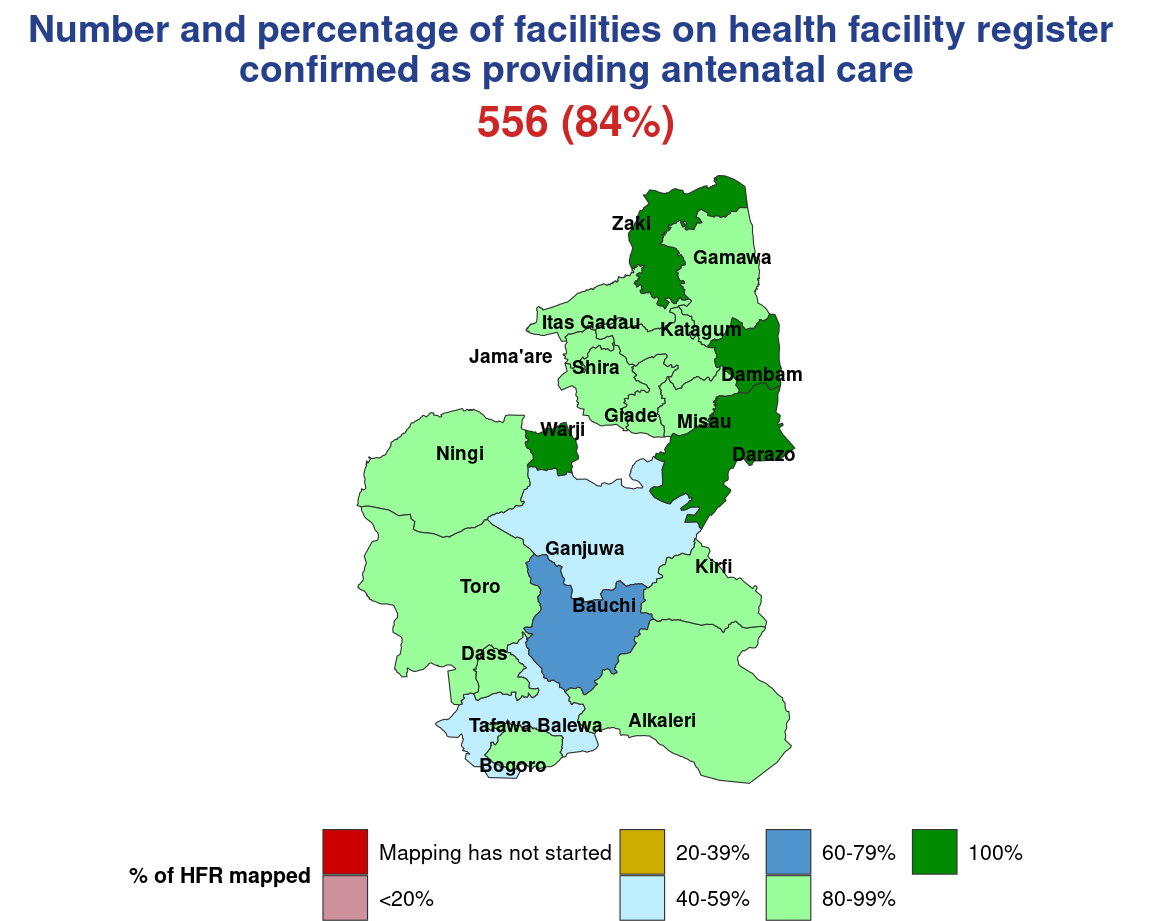 Number and percentage of facilities on health facility register
confirmed as providing antenatal care
556 (84%)
Zaki
Gamawa
Itas Gadau
Katagum
Jama'are
Shira
Dambam
Giade
Misau
Warji
Ningi
Darazo
Ganjuwa
Kirfi
Toro
Bauchi
Dass
Alkaleri
Tafawa Balewa
Bogoro
% of HFR mapped
Mapping has not started
<20%
20-39%
40-59%
60-79%
80-99%
100%